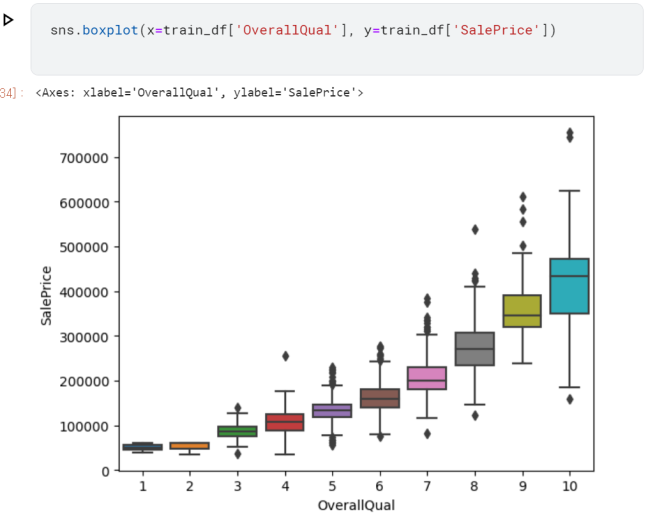 sns.boxplot(x=train_df['OverallQual'], y=train_df['SalePrice'])
34]: <Axes: xlabel='OverallQual', ylabel='SalePrice'>
700000
600000
500000
400000
300000
200000
100000
0
SalePrice
1 2 3 4 5 6 7 8 9 10
OverallQual